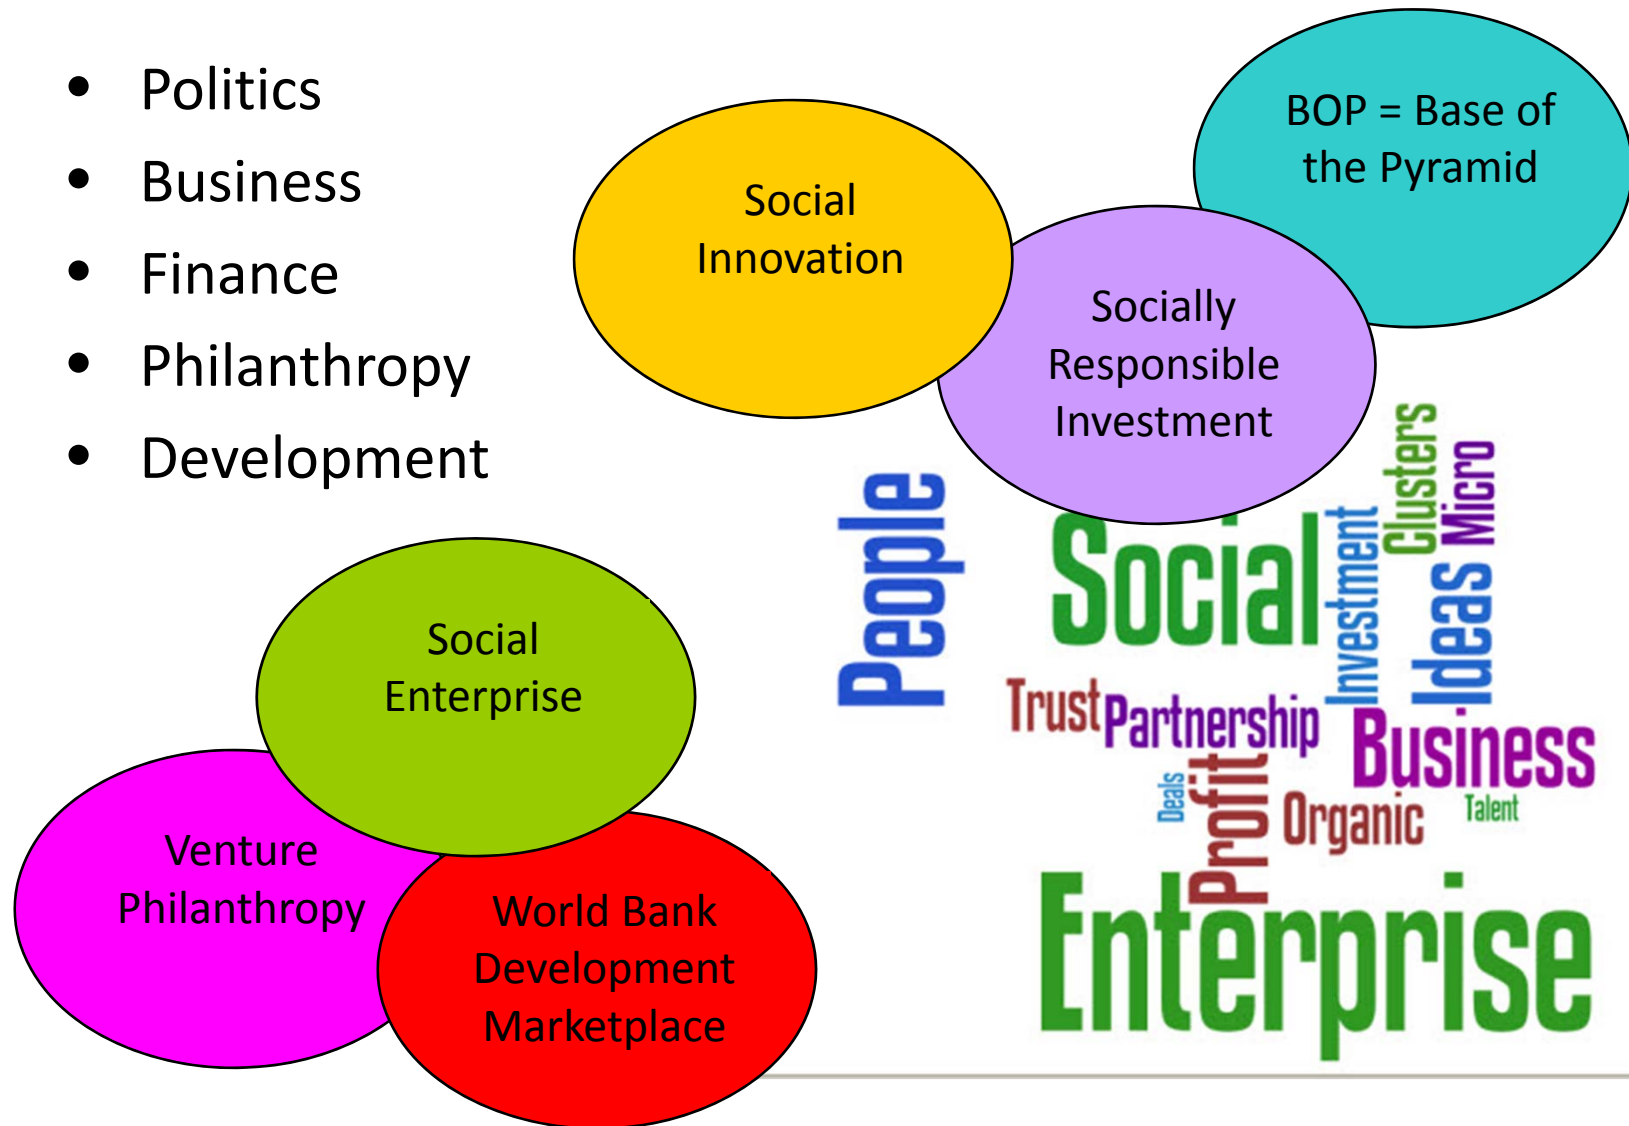 • Politics
• Business
• Finance
• Philanthropy
• Development
BOP = Base of
the Pyramid
Social
Innovation
Socially
Responsible
Investment
Social
Enterprise
Venture
Philanthropy
World Bank
Development
Marketplace
People
Social
Investment
Clusters
Micro
Ideas
Trust
Partnership
Business
Deals
Profit
Organic
Talent
Enterprise